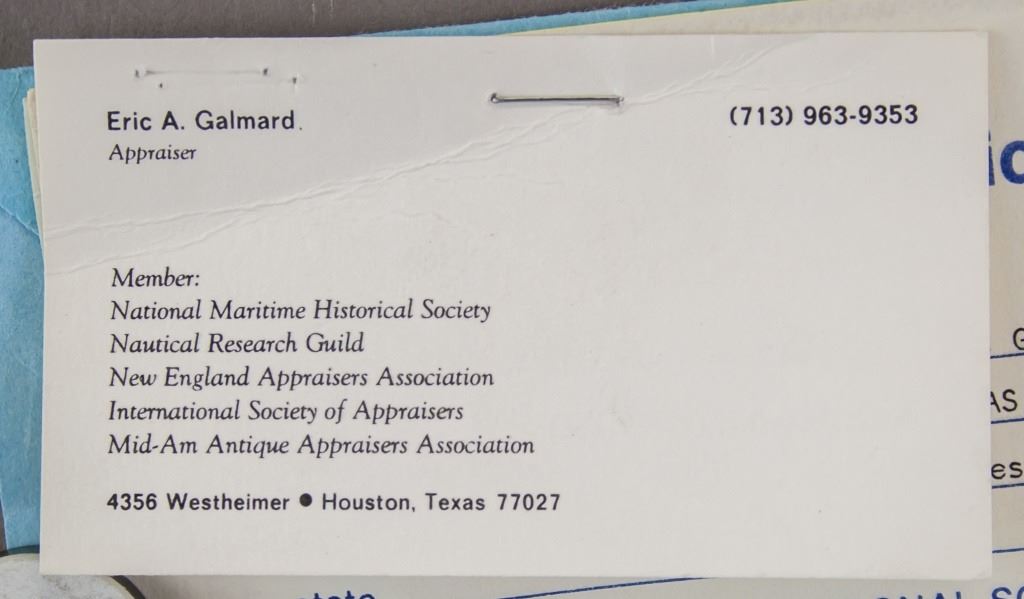 Eric A. Galmard.
(713) 963-9353
Appraiser
Member:
National Maritime Historical Society
Nautical Research Guild
New England Appraisers Association
International Society of Appraisers
Mid-Am Antique Appraisers Association
4356 Westheimer ● Houston, Texas 77027